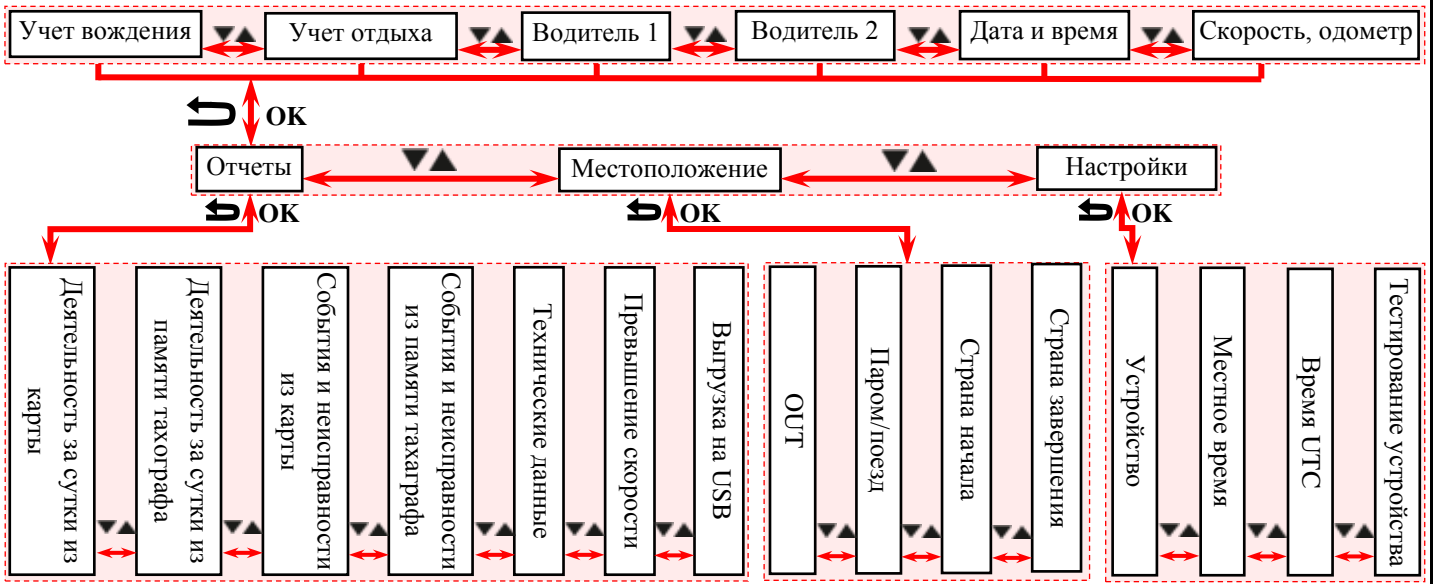 Учет вождения
Учет отдыха
Водитель 1
Водитель 2
Дата и время
Скорость, одометр
OK
Отчеты
Местоположение
Настройки
OK
OK
OK
Деятельность за сутки из
карты
Деятельность за сутки из
памяти тахографа
События и неисправности
из карты
События и неисправности
из памяти тахаграфа
Технические данные
Превышение скорости
Выгрузка на USB
OUT
Паром/поезд
Страна начала
Страна завершения
Устройство
Местное время
Время UTC
Тестирование устройства